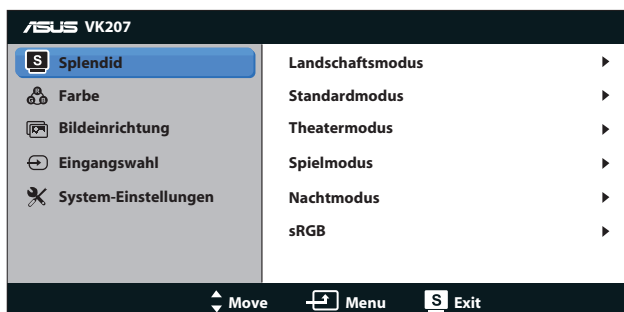 ASUS VK207
S Splendid
Farbe
Bildeinrichtung
Eingangswahl
System-Einstellungen
Landschaftsmodus
Standardmodus
Theatermodus
Spielmodus
Nachtmodus
sRGB
Move Menu S Exit